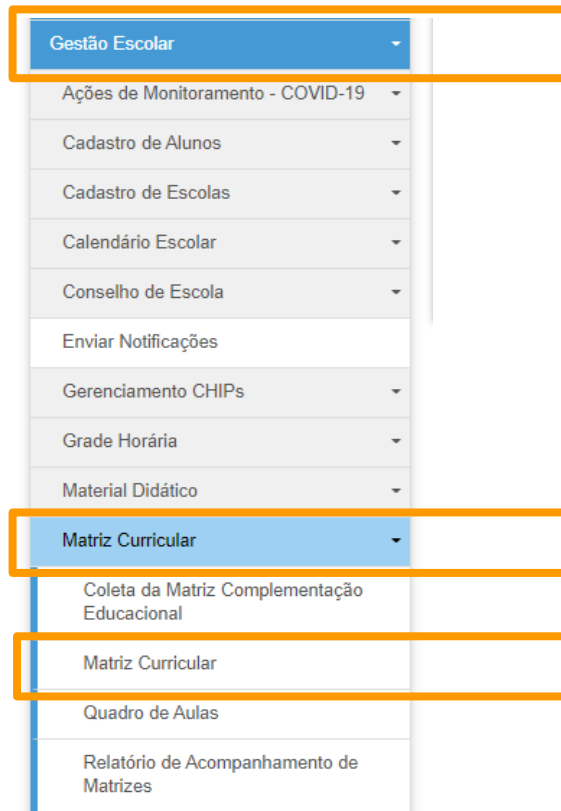 Gestão Escolar
Ações de Monitoramento - COVID-19
Cadastro de Alunos
Cadastro de Escolas
Calendário Escolar
Conselho de Escola
Enviar Notificações
Gerenciamento CHIPs
Grade Horária
Material Didático
Matriz Curricular
Coleta da Matriz Complementação
Educacional
Matriz Curricular
Quadro de Aulas
Relatório de Acompanhamento de
Matrizes